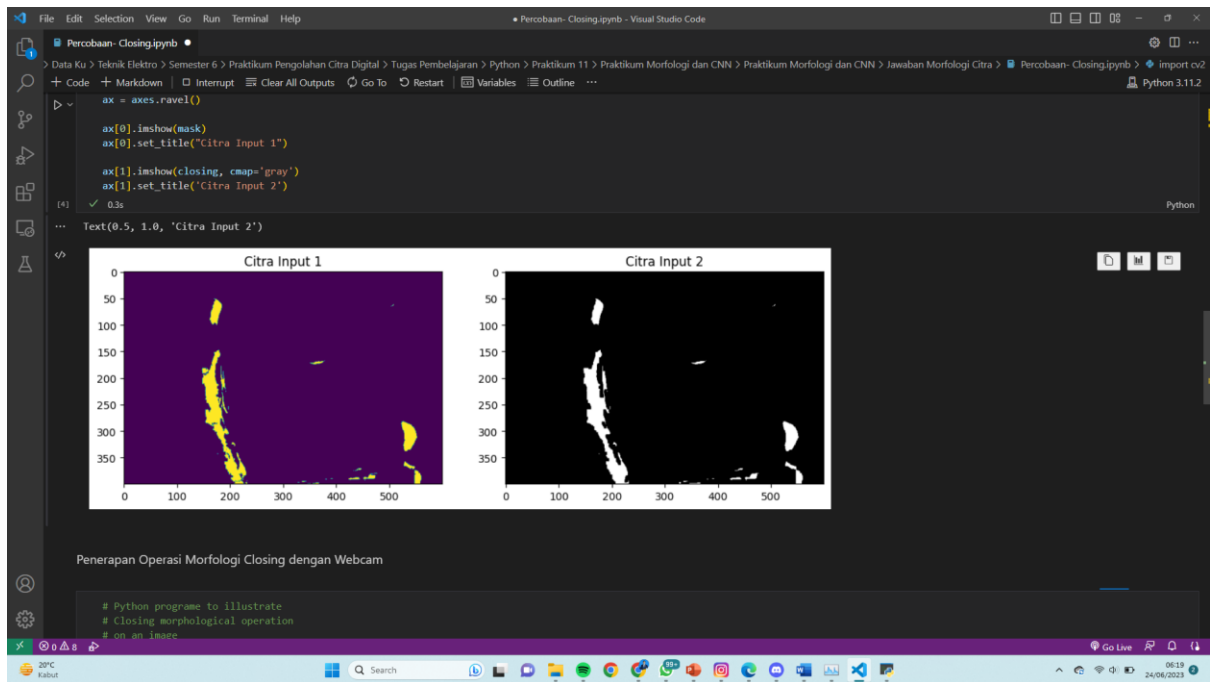 File Edit Selection View Go Run Terminal Help
● Percobaan- Closing.ipynb - Visual Studio Code
Percobaan- Closing.ipynb ●
> Data Ku > Teknik Elektro > Semester 6 > Praktikum Pengolahan Citra Digital > Tugas Pembelajaran > Python > Praktikum 11 > Praktikum Morfologi dan CNN > Praktikum Morfologi dan CNN > Jawaban Morfologi Citra > Percobaan- Closing.ipynb > import cv2
+ Code + Markdown | Interrupt Clear All Outputs Go To Restart | Variables Outline ···
Python 3.11.2
ax = axes.ravel()
ax[0].imshow(mask)
ax[0].set_title("Citra Input 1")
ax[1].imshow(closing, cmap='gray')
ax[1].set_title('Citra Input 2')
[4] ✓ 0.3s
Python
··· Text(0.5, 1.0, 'Citra Input 2')
Citra Input 1
0
50
100
150
200
250
300
350
0 100 200 300 400 500
Citra Input 2
0
50
100
150
200
250
300
350
0 100 200 300 400 500
Penerapan Operasi Morfologi Closing dengan Webcam
# Python programe to illustrate
# Closing morphological operation
# on an image
1
0 8
Go Live
20°C
Kabut
Search
99+
06:19
24/06/2023
2